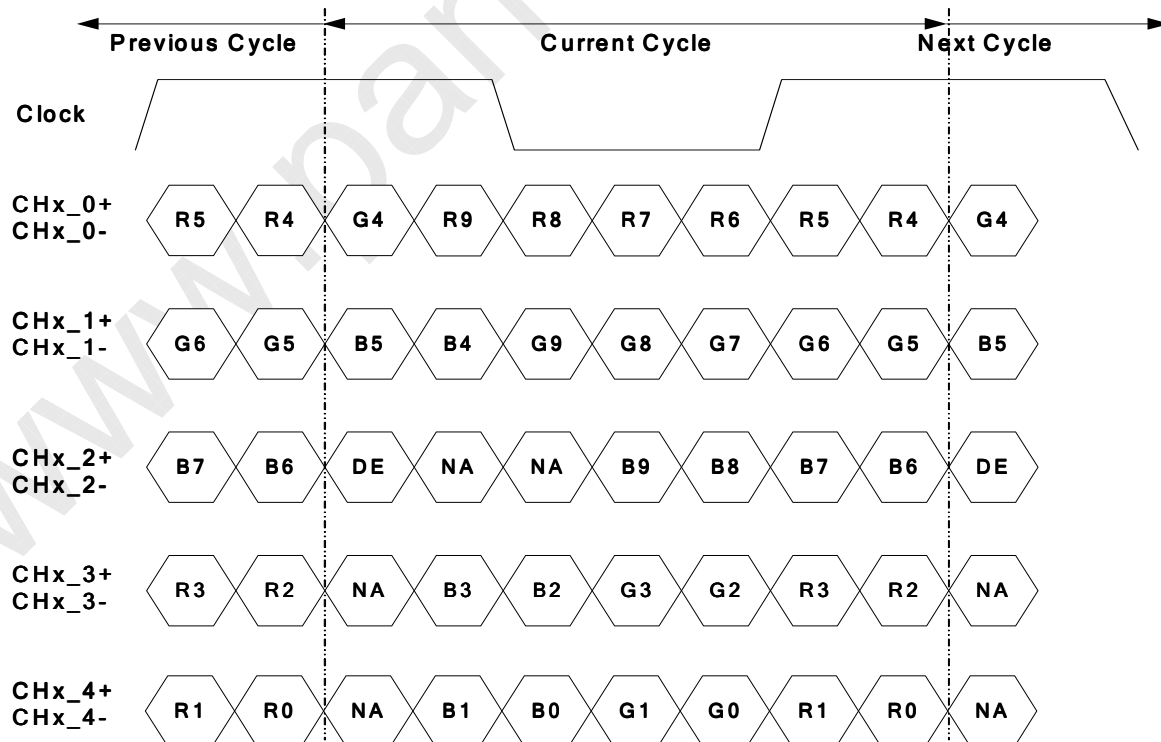 Previous Cycle Current Cycle Next Cycle
Clock
CHx_0+
CHx_0-
R5 R4 G4 R9 R8 R7 R6 R5 R4 G4
CHx_1+
CHx_1-
G6 G5 B5 B4 G9 G8 G7 G6 G5 B5
CHx_2+
CHx_2-
B7 B6 DE NA NA B9 B8 B7 B6 DE
CHx_3+
CHx_3-
R3 R2 NA B3 B2 G3 G2 R3 R2 NA
CHx_4+
CHx_4-
R1 R0 NA B1 B0 G1 G0 R1 R0 NA
www.pan